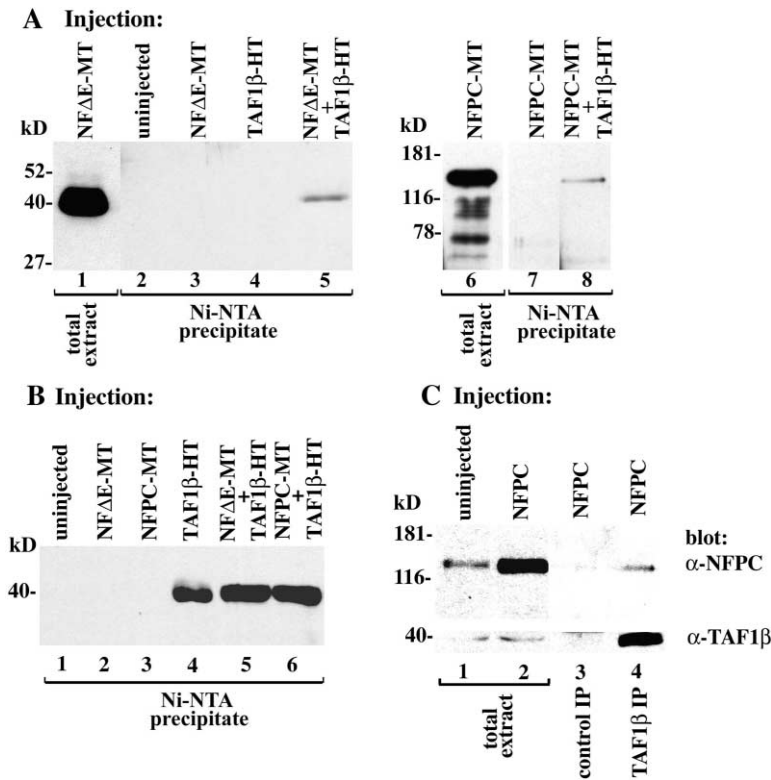 A Injection:
NFΔE-MT
uninjected
NFΔE-MT
TAF1β-HT
NFΔE-MT
+
TAF1β-HT
kD
52-
40-
27-
1 2 3 4 5
total
extract
Ni-NTA
precipitate
NFPC-MT
NFPC-MT
NFPC-MT
+
TAF1β-HT
kD
181-
116-
78-
6 7 8
total
extract
Ni-NTA
precipitate
B Injection:
uninjected
NFΔE-MT
NFPC-MT
TAF1β-HT
NFΔE-MT
+
TAF1β-HT
NFPC-MT
+
TAF1β-HT
kD
40-
1 2 3 4 5 6
Ni-NTA
precipitate
C Injection:
uninjected
NFPC
NFPC
NFPC
kD
181-
116-
40-
blot:
α-NFPC
α-TAF1β
1 2 3 4
total
extract
control IP
TAF1β IP